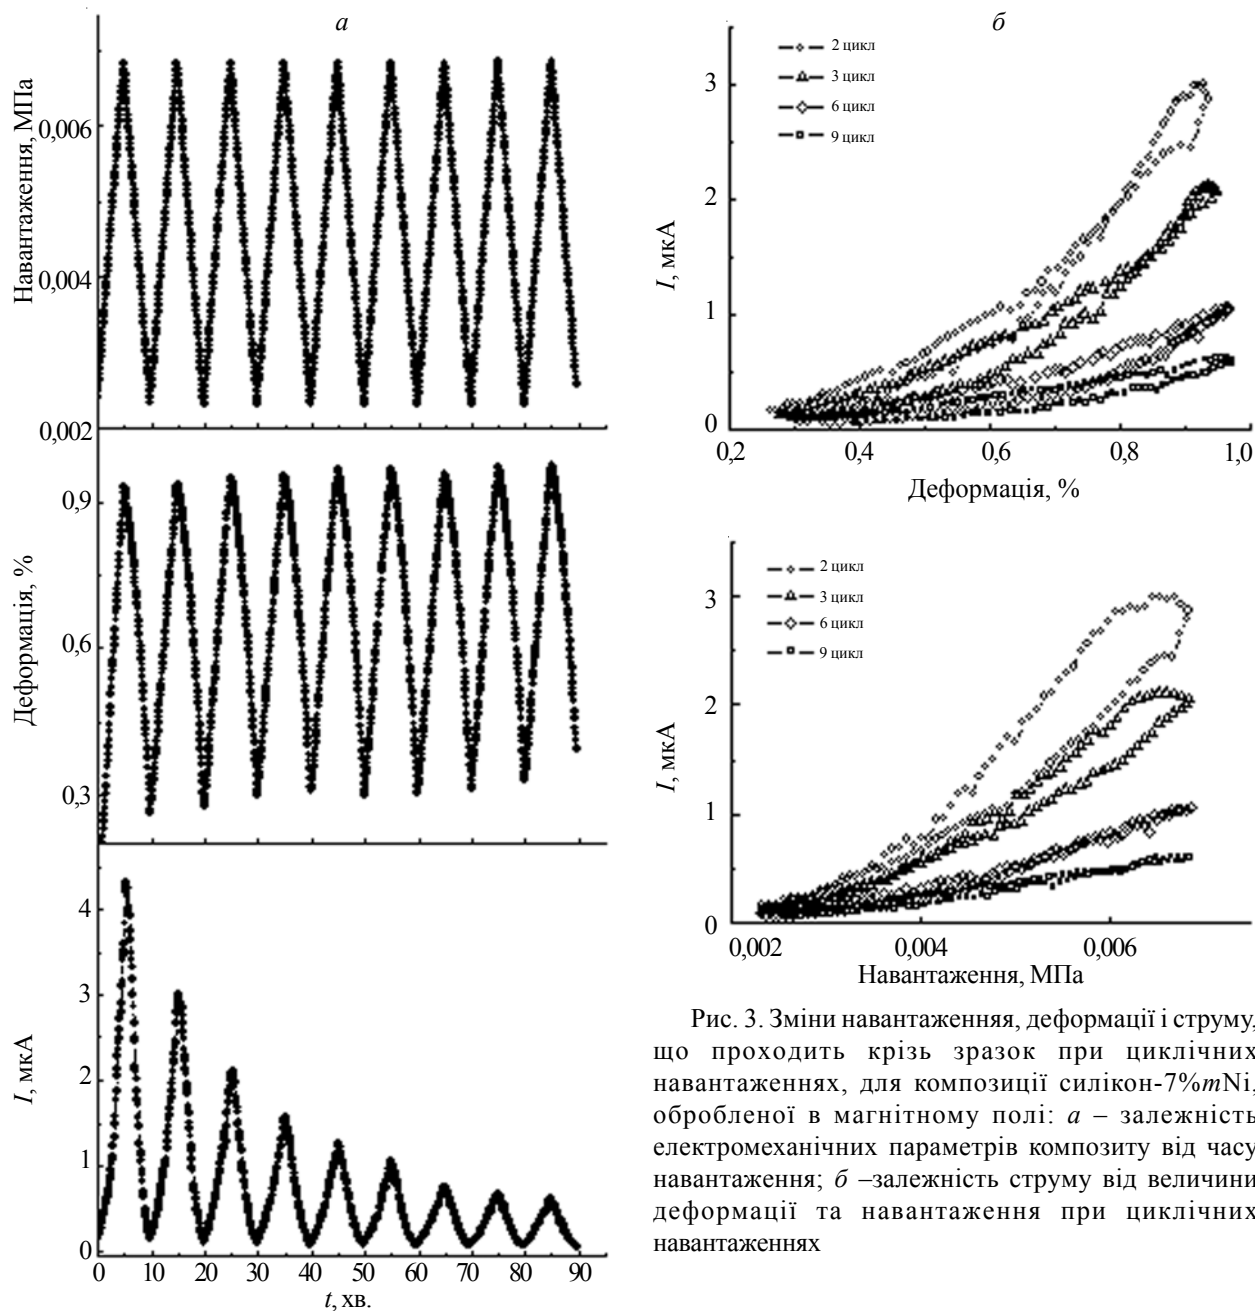 а
Навантаження, МПа
0,006
0,004
0,002
Деформація, %
0,9
0,6
0,3
I, мкА
4
3
2
1
0
0 10 20 30 40 50 60 70 80 90
t, хв.
б
2 цикл
3 цикл
6 цикл
9 цикл
I, мкА
3
2
1
0
0,2 0,4 0,6 0,8 1,0
Деформація, %
2 цикл
3 цикл
6 цикл
9 цикл
I, мкА
3
2
1
0
0,002 0,004 0,006
Навантаження, МПа
Рис. 3. Зміни навантаженняя, деформації і струму,
що проходить крізь зразок при циклічних
навантаженнях, для композиції силікон-7%mNi,
обробленої в магнітному полі: а – залежність
електромеханічних параметрів композиту від часу
навантаження; б –залежність струму від величини
деформації та навантаження при циклічних
навантаженнях